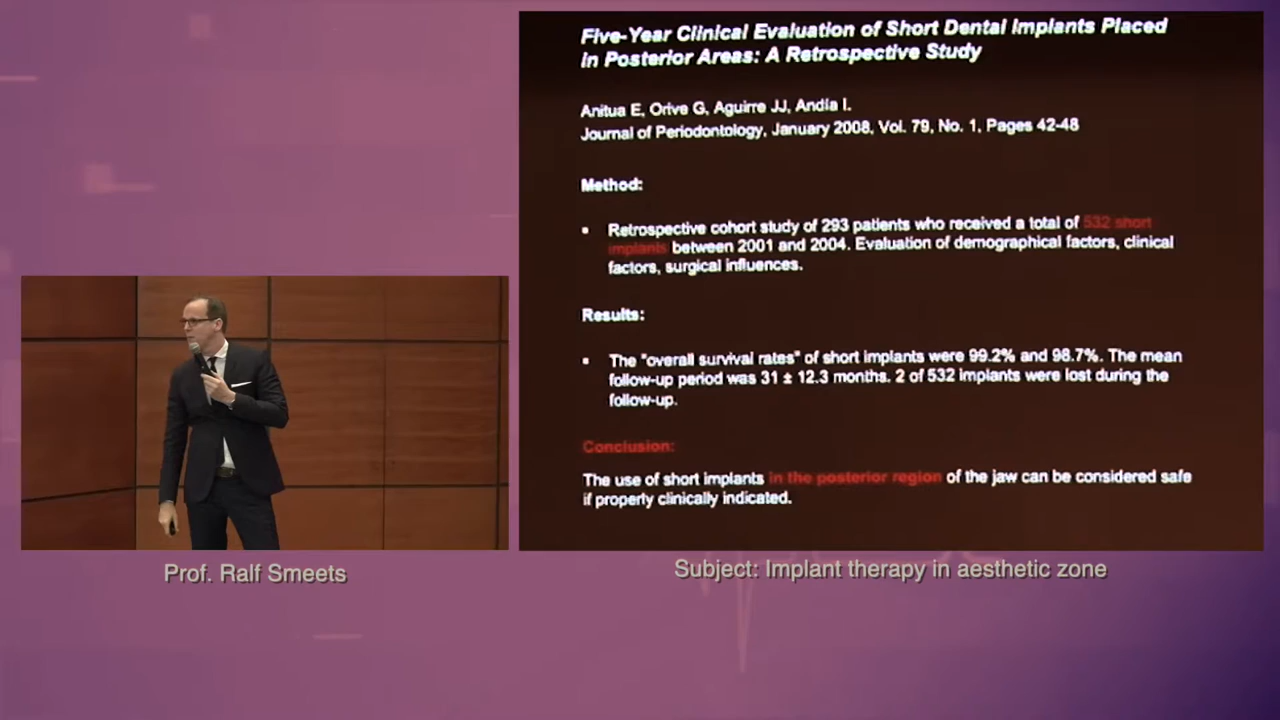 Five-Year Clinical Evaluation of Short Dental Implants Placed
in Posterior Areas: A Retrospective Study
Anitua E, Orive G, Aguirre JJ, Andía I.
Journal of Periodontology, January 2008, Vol. 79, No. 1, Pages 42-48
Method:
Retrospective cohort study of 293 patients who received a total of 532 short
implants between 2001 and 2004. Evaluation of demographical factors, clinical
factors, surgical influences.
Results:
The "overall survival rates" of short implants were 99.2% and 98.7%. The mean
follow-up period was 31 ± 12.3 months. 2 of 532 implants were lost during the
follow-up.
Conclusion:
The use of short implants in the posterior region of the jaw can be considered safe
if properly clinically indicated.
Prof. Ralf Smeets
Subject: Implant therapy in aesthetic zone